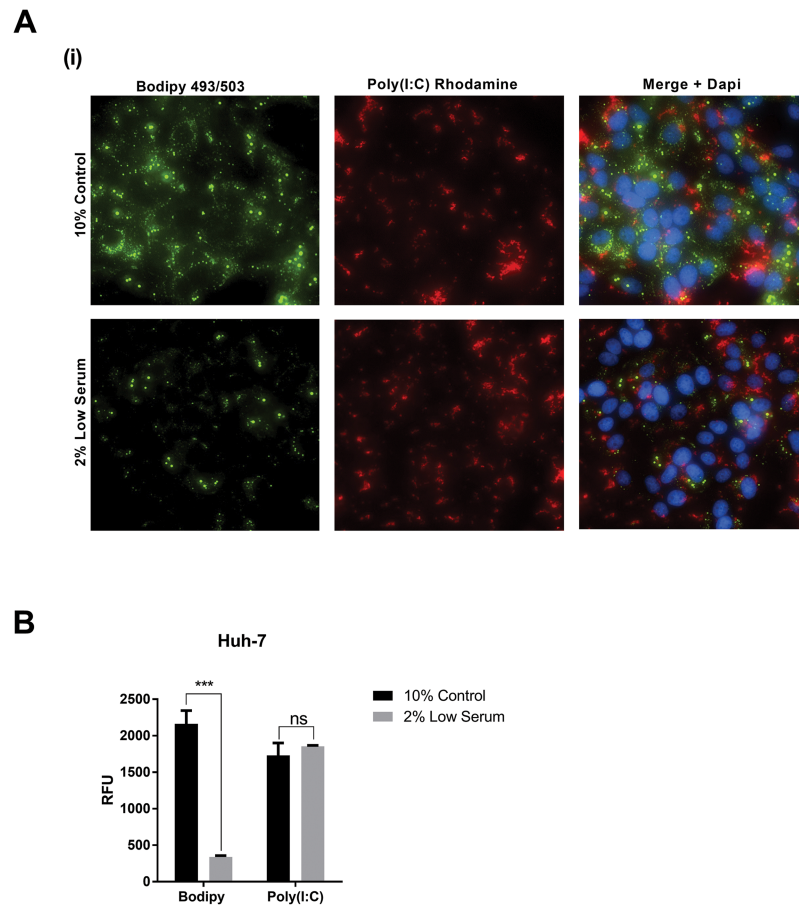 A
(i)
Bodipy 493/503
Poly(I:C) Rhodamine
Merge + Dapi
10% Control
2% Low Serum
B
Huh-7
***
ns
10% Control
2% Low Serum
RFU
2500
2000
1500
1000
500
0
Bodipy
Poly(I:C)